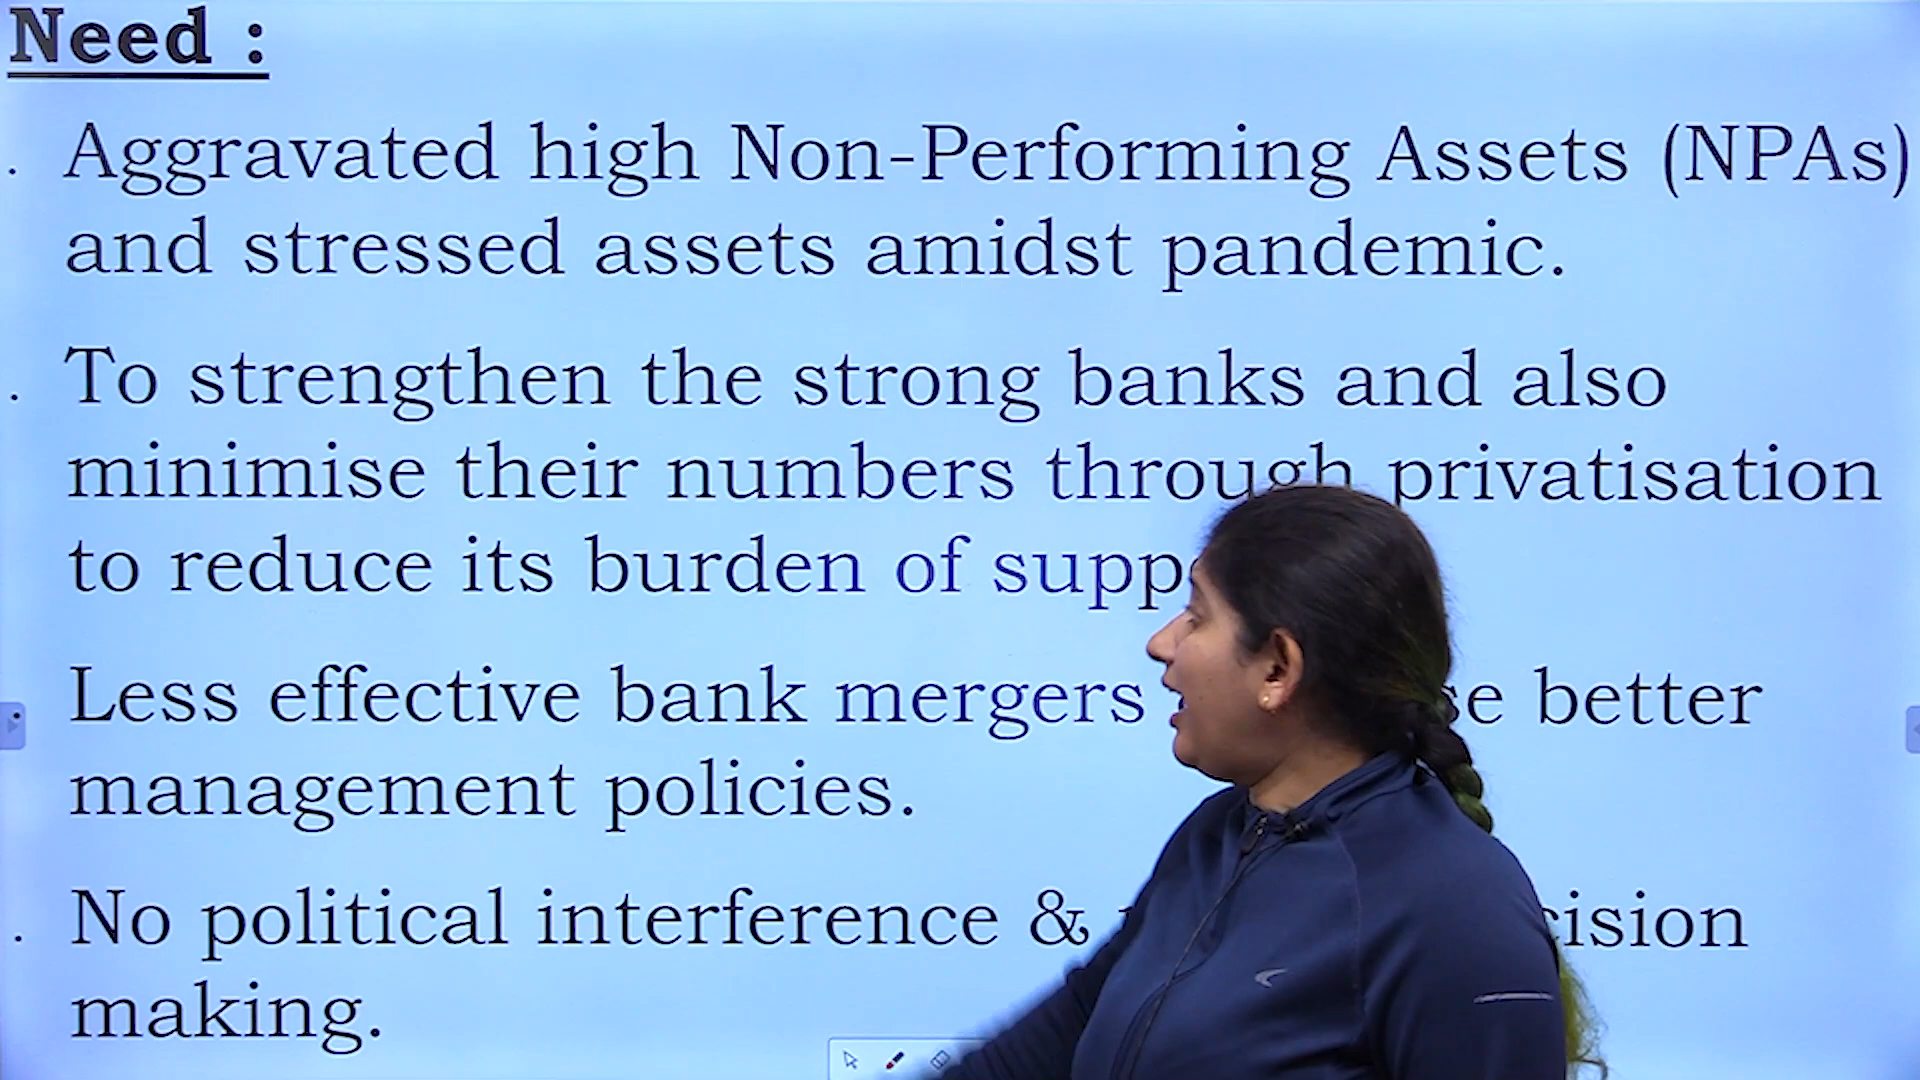 Need :
. Aggravated high Non-Performing Assets (NPAs)
and stressed assets amidst pandemic.
. To strengthen the strong banks and also
minimise their numbers through privatisation
to reduce its burden of
Less effective bank mergers better
management policies.
. No political interference &
making.